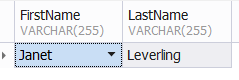 FirstName LastName
VARCHAR(255) VARCHAR(255)
Janet Leverling